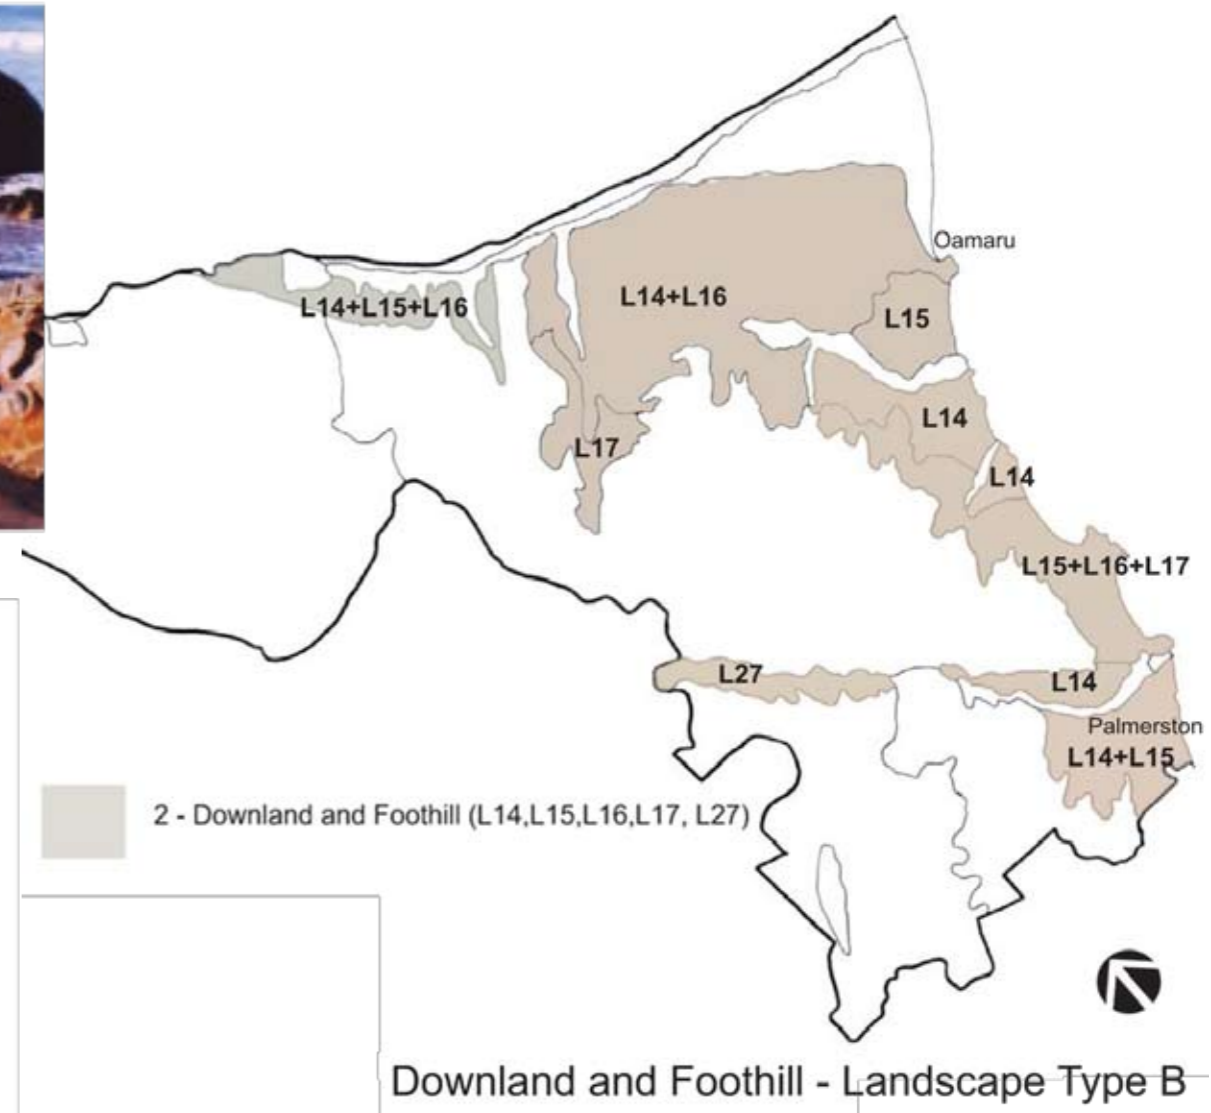 Oamaru
L14+L16
L14+L15+L16
L15
L14
L17
L14
L15+L16+L17
L27
L14
Palmerston
L14+L15
2 - Downland and Foothill (L14,L15,L16,L17, L27)
Downland and Foothill - Landscape Type B